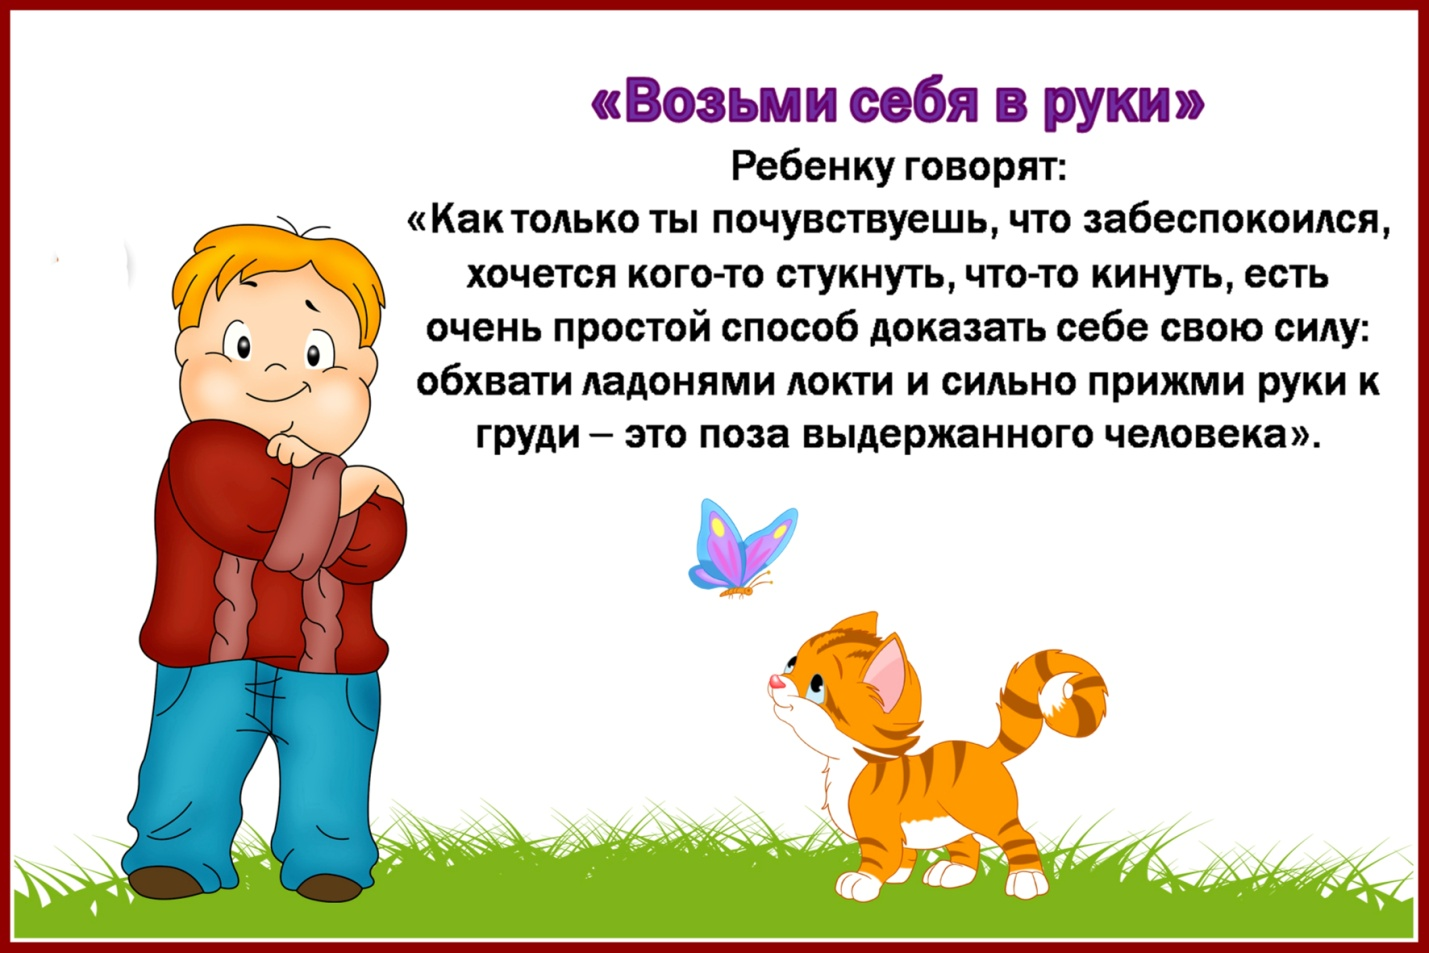 «Возьми себя в руки»
Ребенку говорят:
«Как только ты почувствуешь, что забеспокоился,
хочется кого-то стукнуть, что-то кинуть, есть
очень простой способ доказать себе свою силу:
обхвати ладонями локти и сильно прижми руки к
груди – это поза выдержанного человека».